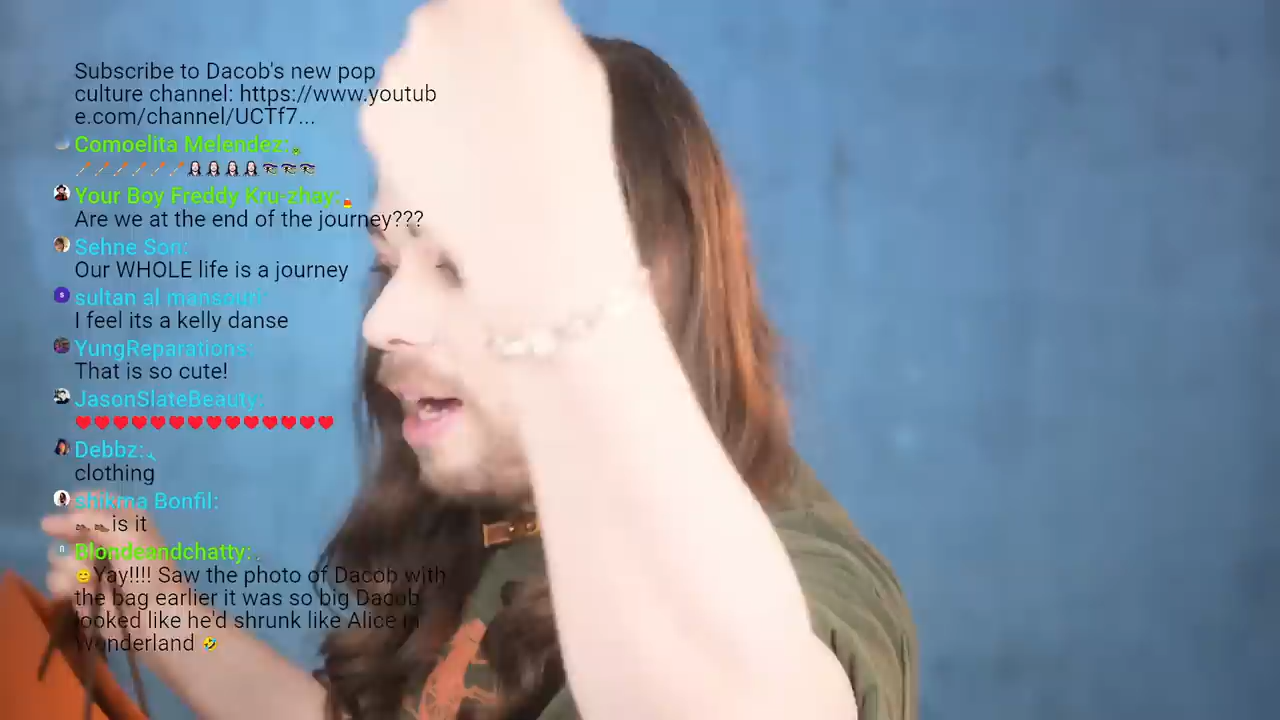 Subscribe to Dacob's new pop
culture channel: https://www.youtub
e.com/channel/UCTf7...
Comoelita Melendez:
Your Boy Freddy Kru-zhay:
Are we at the end of the journey???
Sehne Son:
Our WHOLE life is a journey
sultan al mansouri:
I feel its a kelly danse
YungReparations:
That is so cute!
JasonSlateBeauty:
❤❤❤❤❤❤❤❤❤❤❤❤❤❤
Debbz:
clothing
shikma Bonfil:
is it
Blondeandchatty:
😊Yay!!!! Saw the photo of Dacob with
the bag earlier it was so big Dacob
looked like he'd shrunk like Alice in
Wonderland 🤣